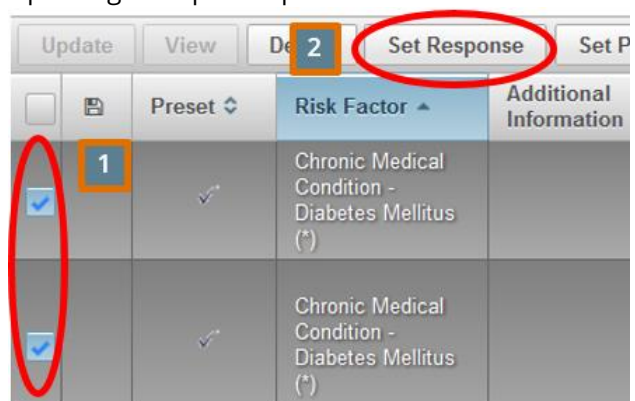 Update View De 2 Set Response Set P
Preset Risk Factor Additional
Information
1
Chronic Medical
Condition -
Diabetes Mellitus
(*)
Chronic Medical
Condition -
Diabetes Mellitus
(*)